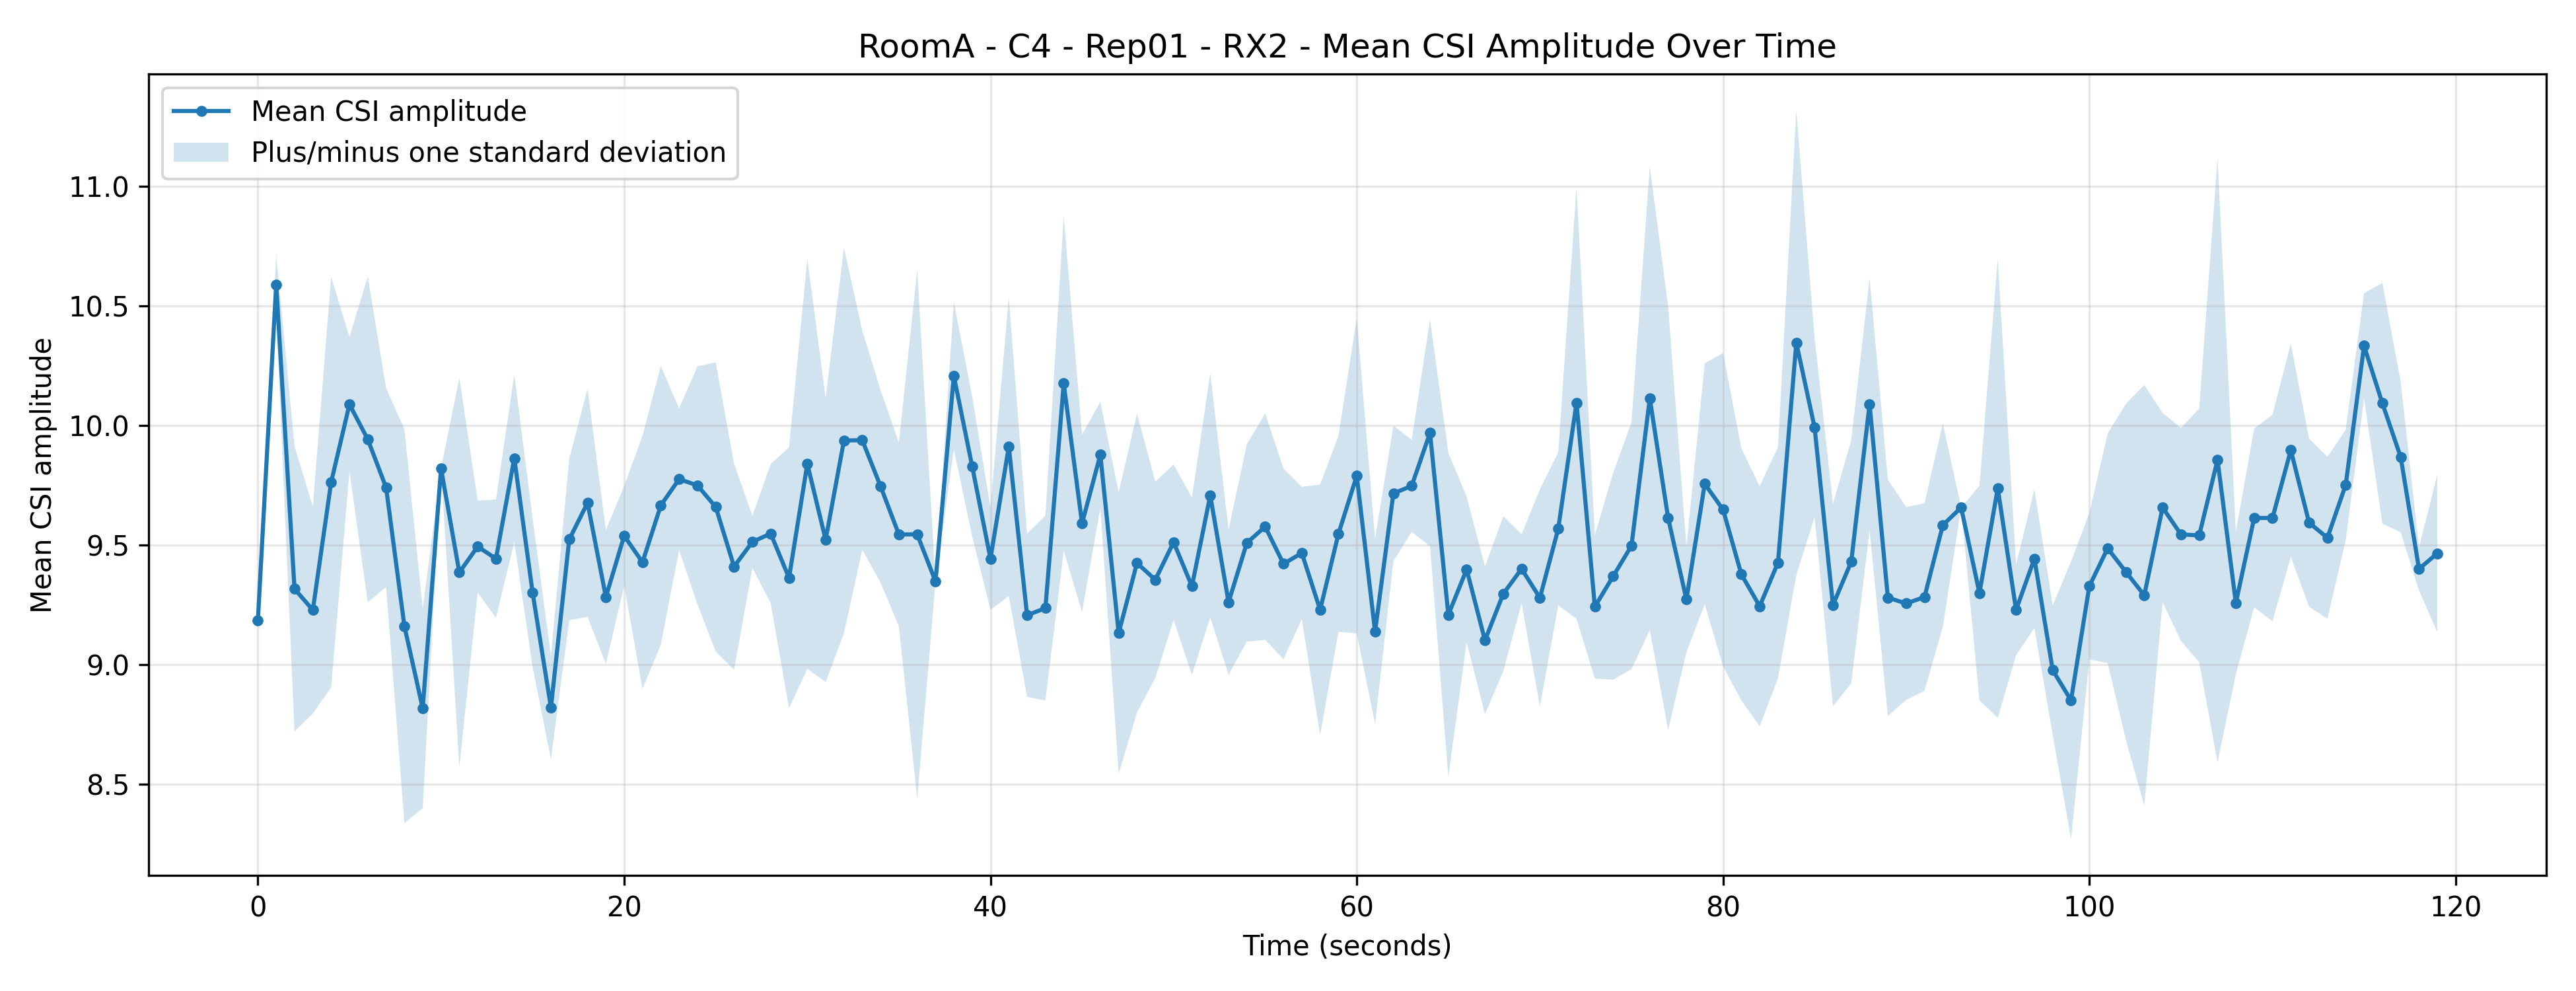 RoomA - C4 - Rep01 - RX2 - Mean CSI Amplitude Over Time
Mean CSI amplitude
Plus/minus one standard deviation
Mean CSI amplitude
11.0
10.5
10.0
9.5
9.0
8.5
0 20 40 60 80 100 120
Time (seconds)